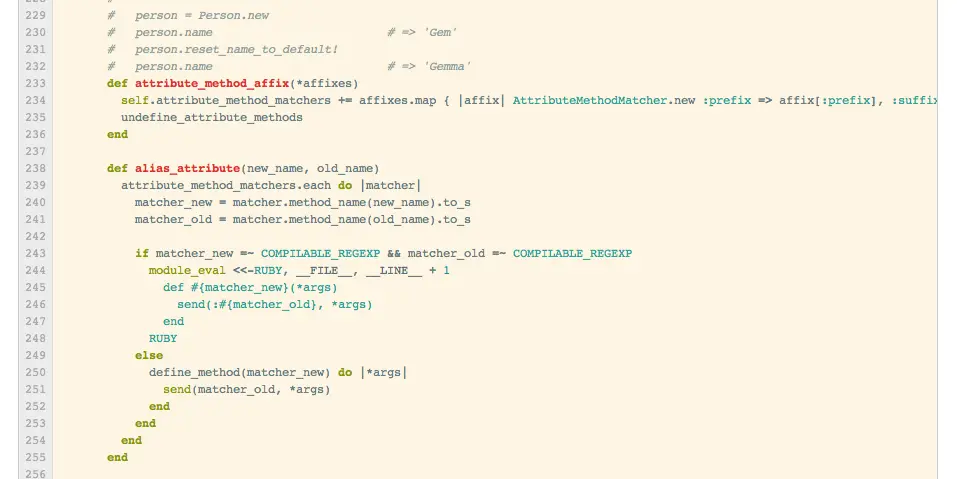 229 #   person = Person.new
230 #   person.name                         # => 'Gem'
231 #   person.reset_name_to_default!
232 #   person.name                         # => 'Gemma'
233 def attribute_method_affix(*affixes)
234   self.attribute_method_matchers += affixes.map { |affix| AttributeMethodMatcher.new :prefix => affix[:prefix], :suffix
235   undefine_attribute_methods
236 end
237
238 def alias_attribute(new_name, old_name)
239   attribute_method_matchers.each do |matcher|
240     matcher_new = matcher.method_name(new_name).to_s
241     matcher_old = matcher.method_name(old_name).to_s
242
243     if matcher_new =~ COMPILABLE_REGEXP && matcher_old =~ COMPILABLE_REGEXP
244       module_eval <<-RUBY, __FILE__, __LINE__ + 1
245         def #{matcher_new}(*args)
246           send(:#{matcher_old}, *args)
247         end
248       RUBY
249     else
250       define_method(matcher_new) do |*args|
251         send(matcher_old, *args)
252       end
253     end
254   end
255 end
256